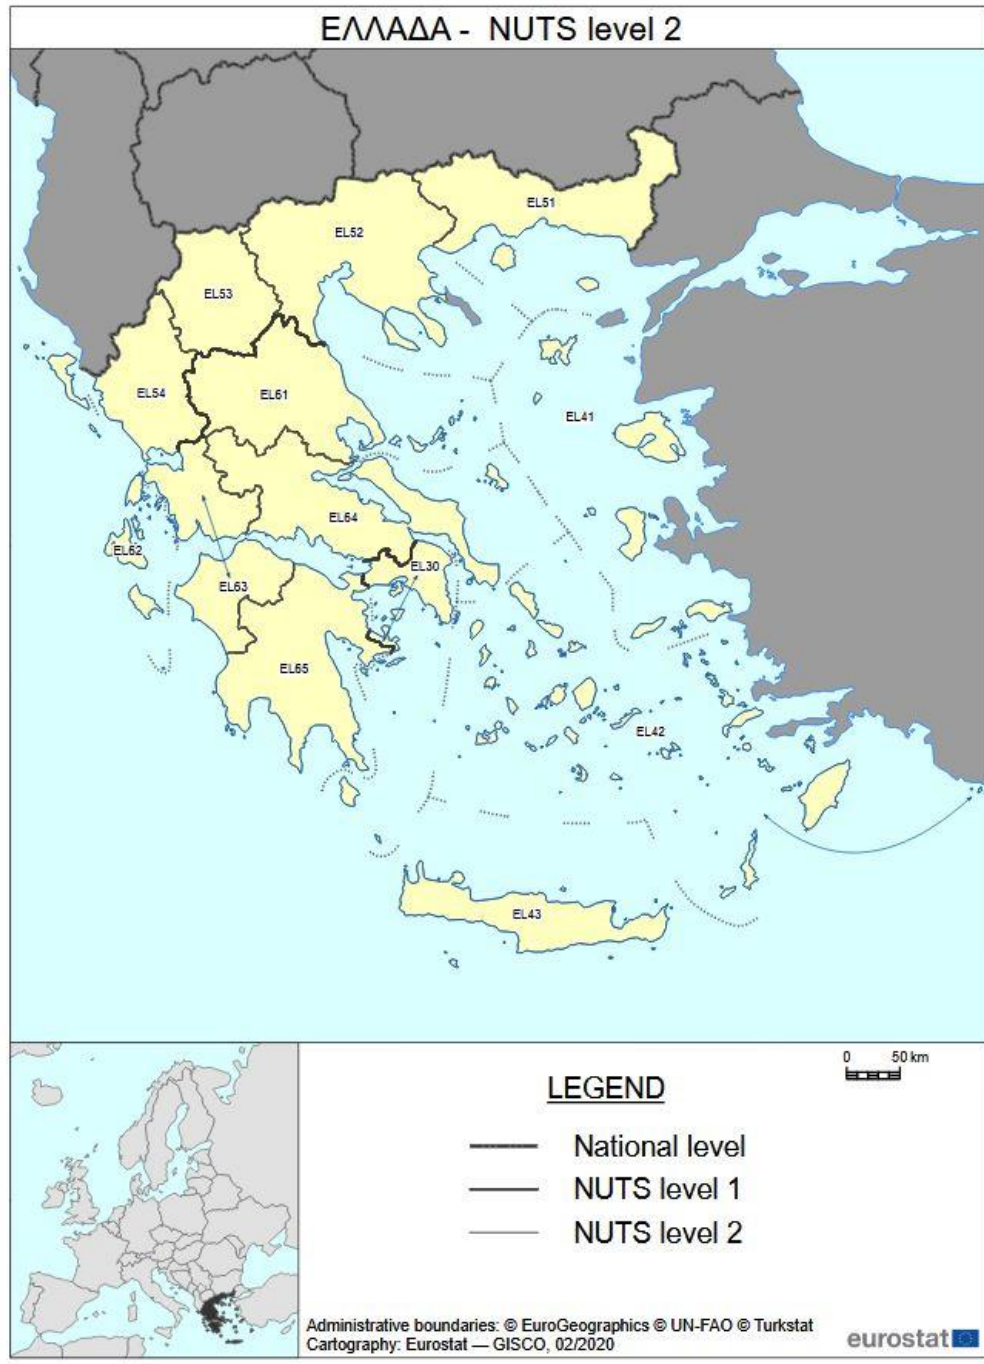 ΕΛΛΑΔΑ - NUTS level 2
EL51
EL52
EL53
EL54
EL61
EL41
EL64
EL62
EL30
EL63
EL65
EL42
EL43
0 50 km
LEGEND
National level
NUTS level 1
NUTS level 2
Administrative boundaries: © EuroGeographics © UN-FAO © Turkstat
Cartography: Eurostat — GISCO, 02/2020
eurostat